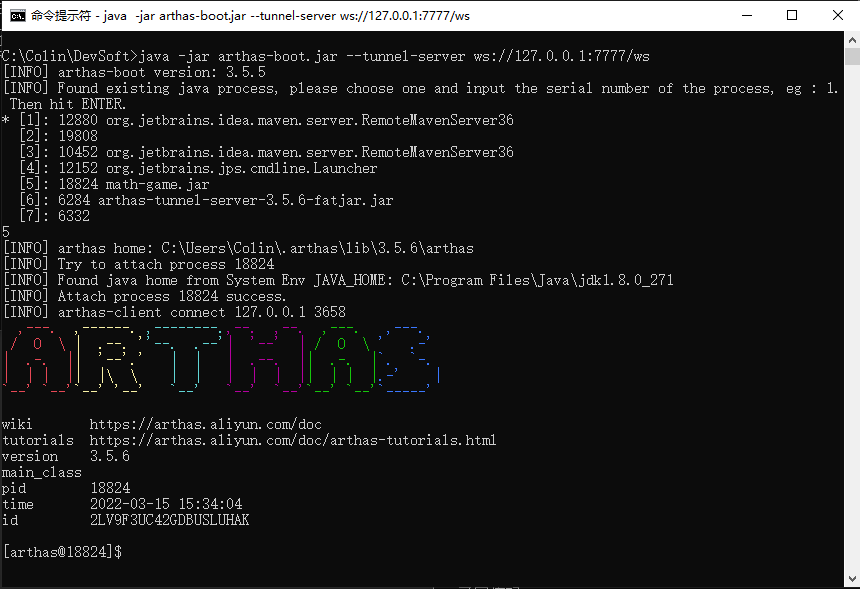 命令提示符 - java -jar arthas-boot.jar --tunnel-server ws://127.0.0.1:7777/ws
C:\Colin\DevSoft>java -jar arthas-boot.jar --tunnel-server ws://127.0.0.1:7777/ws
[INFO] arthas-boot version: 3.5.5
[INFO] Found existing java process, please choose one and input the serial number of the process, eg : 1.
Then hit ENTER.
* [1]: 12880 org.jetbrains.idea.maven.server.RemoteMavenServer36
[2]: 19808
[3]: 10452 org.jetbrains.idea.maven.server.RemoteMavenServer36
[4]: 12152 org.jetbrains.jps.cmdline.Launcher
[5]: 18824 math-game.jar
[6]: 6284 arthas-tunnel-server-3.5.6-fatjar.jar
[7]: 6332
5
[INFO] arthas home: C:\Users\Colin\.arthas\lib\3.5.6\arthas
[INFO] Try to attach process 18824
[INFO] Found java home from System Env JAVA_HOME: C:\Program Files\Java\jdk1.8.0_271
[INFO] Attach process 18824 success.
[INFO] arthas-client connect 127.0.0.1 3658
ARTHAS
wiki https://arthas.aliyun.com/doc
tutorials https://arthas.aliyun.com/doc/arthas-tutorials.html
version 3.5.6
main_class
pid 18824
time 2022-03-15 15:34:04
id 2LV9F3UC42GDBUSLUHAK
[arthas@18824]$